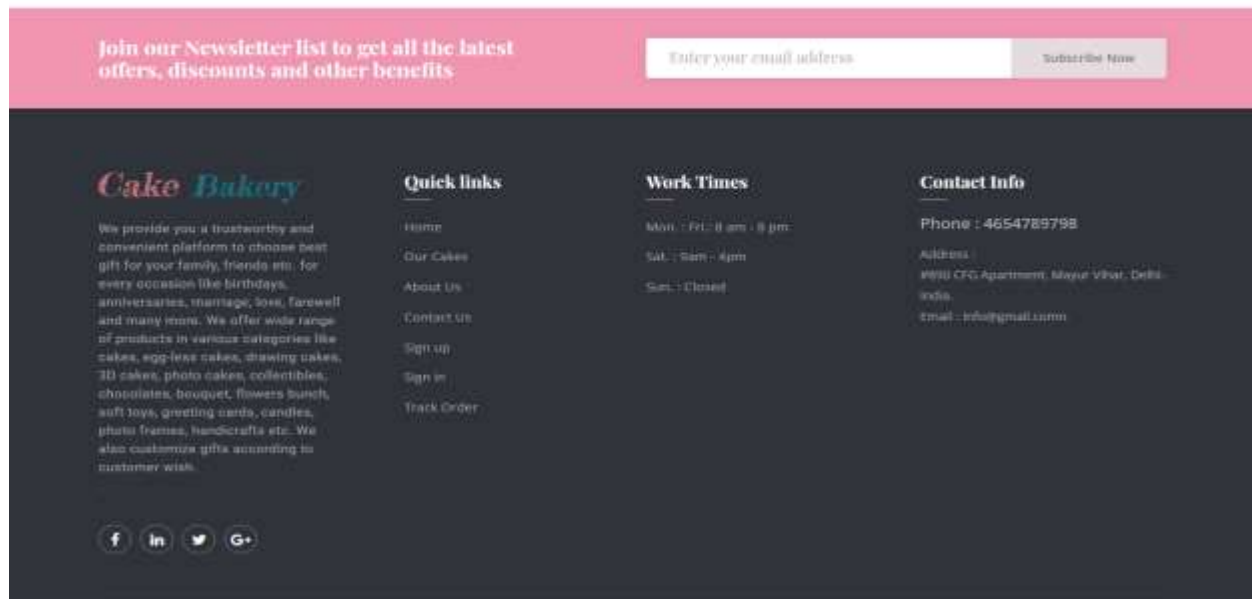 Join our Newsletter list to get all the latest
offers, discounts and other benefits
Enter your email address
Subscribe Now
Cake Bakery
We provide you a trustworthy and
convenient platform to choose best
gift for your family, friends etc. for
every occasion like birthdays,
anniversaries, marriage, love, farewell
and many more. We offer wide range
of products in various categories like
cakes, egg-less cakes, drawing cakes,
3D cakes, photo cakes, collectibles,
chocolates, bouquet, flowers bunch,
soft toys, greeting cards, candles,
photo frames, handicrafts etc. We
also customize gifts according to
customer wish.
f in G+
Quick links
Home
Our Cakes
About Us
Contact Us
Sign up
Sign in
Track Order
Work Times
Mon. : Fri.: 8 am - 8 pm
Sat. : 9am - 4pm
Sun. : Closed
Contact Info
Phone : 4654789798
Address :
CFG Apartment, Mayur Vihar, Delhi-
India.
Email : info@gmail.comn